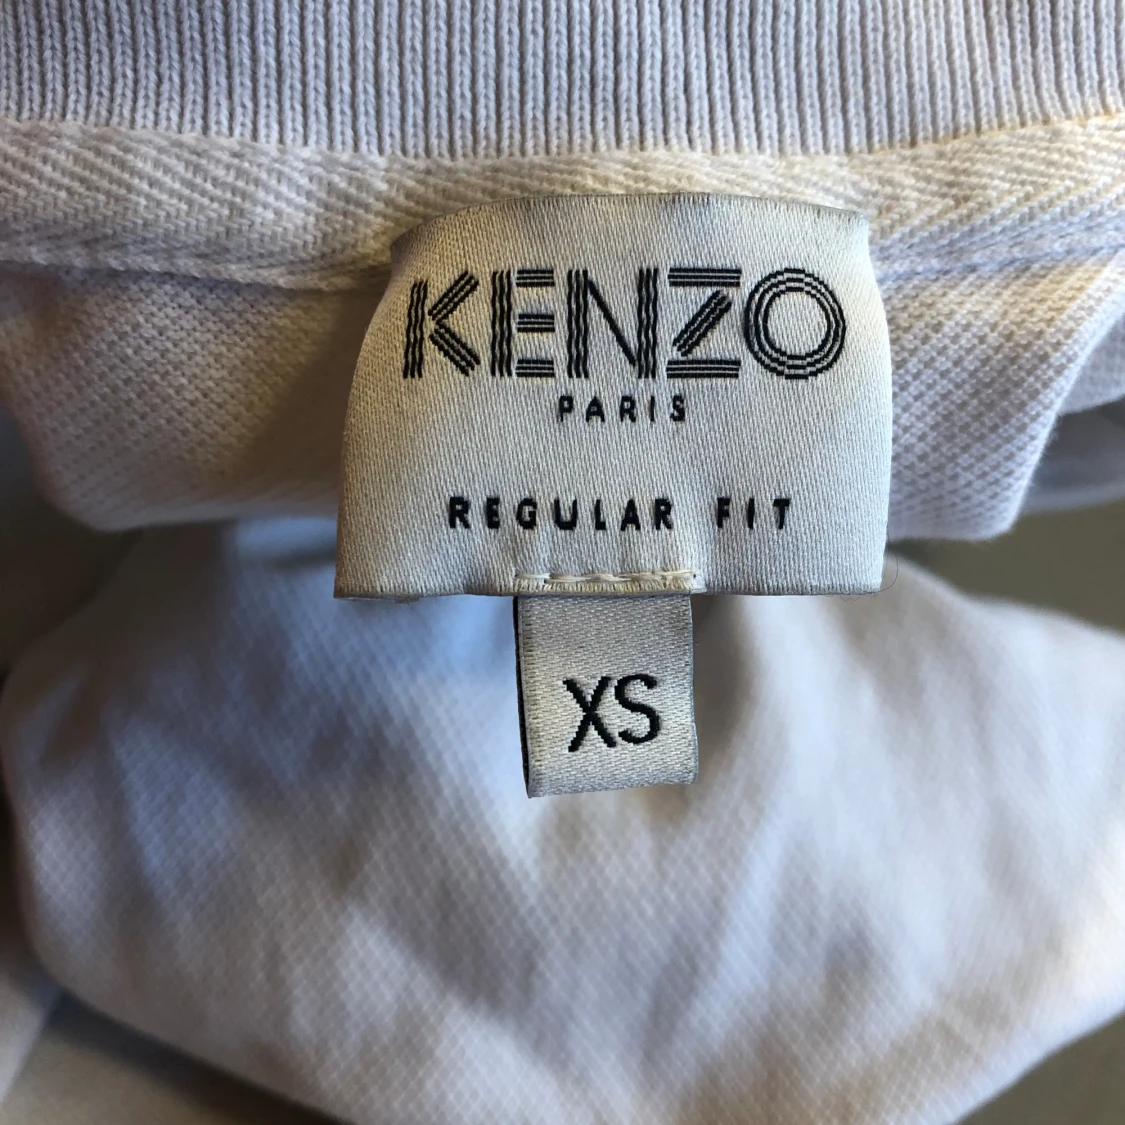 KENZO
PARIS
REGULAR FIT
XS